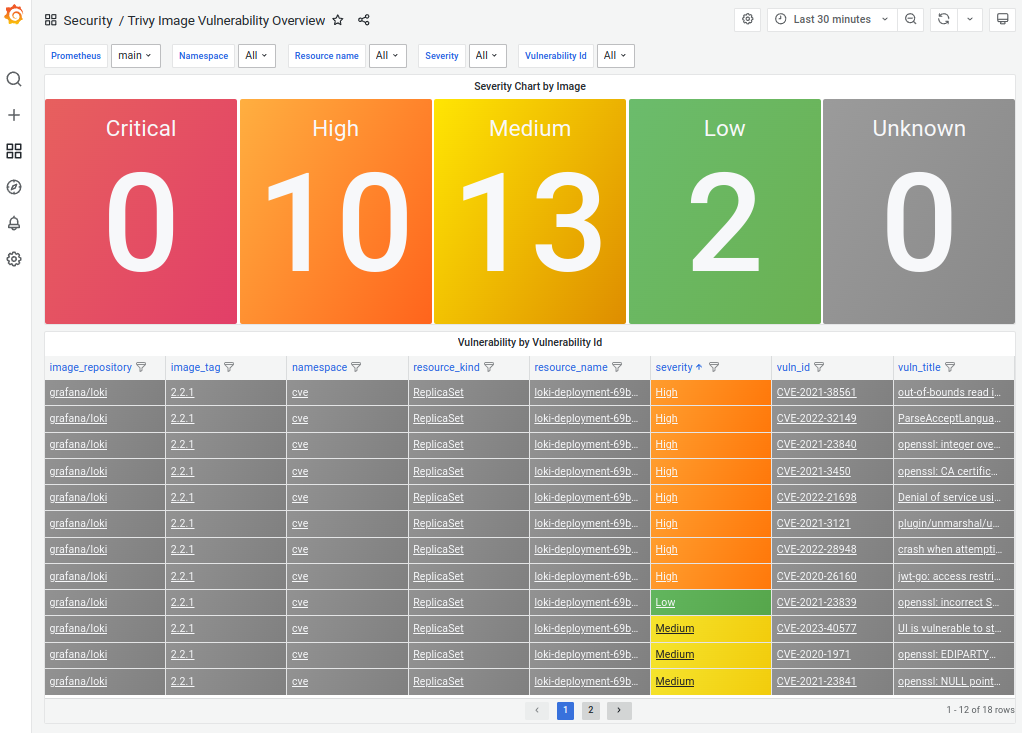 Security / Trivy Image Vulnerability Overview
Last 30 minutes
Prometheus main Namespace All Resource name All Severity All Vulnerability Id All
Severity Chart by Image
Critical High Medium Low Unknown
0 10 13 2 0
Vulnerability by Vulnerability Id
image_repository image_tag namespace resource_kind resource_name severity vuln_id vuln_title
grafana/loki 2.2.1 cve ReplicaSet loki-deployment-69b... High CVE-2021-38561 out-of-bounds read i...
grafana/loki 2.2.1 cve ReplicaSet loki-deployment-69b... High CVE-2022-32149 ParseAcceptLangua...
grafana/loki 2.2.1 cve ReplicaSet loki-deployment-69b... High CVE-2021-23840 openssl: integer ove...
grafana/loki 2.2.1 cve ReplicaSet loki-deployment-69b... High CVE-2021-3450 openssl: CA certific...
grafana/loki 2.2.1 cve ReplicaSet loki-deployment-69b... High CVE-2022-21698 Denial of service usi...
grafana/loki 2.2.1 cve ReplicaSet loki-deployment-69b... High CVE-2021-3121 plugin/unmarshal/u...
grafana/loki 2.2.1 cve ReplicaSet loki-deployment-69b... High CVE-2022-28948 crash when attempti...
grafana/loki 2.2.1 cve ReplicaSet loki-deployment-69b... High CVE-2020-26160 jwt-go: access restri...
grafana/loki 2.2.1 cve ReplicaSet loki-deployment-69b... Low CVE-2021-23839 openssl: incorrect S...
grafana/loki 2.2.1 cve ReplicaSet loki-deployment-69b... Medium CVE-2023-40577 UI is vulnerable to st...
grafana/loki 2.2.1 cve ReplicaSet loki-deployment-69b... Medium CVE-2020-1971 openssl: EDIPARTY...
grafana/loki 2.2.1 cve ReplicaSet loki-deployment-69b... Medium CVE-2021-23841 openssl: NULL point...
1 2 1 - 12 of 18 rows